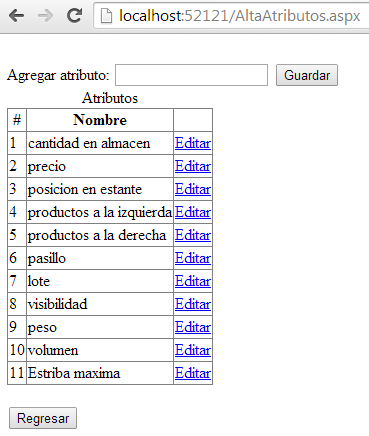 localhost:52121/AltaAtributos.aspx
Agregar atributo: Guardar
Atributos
# Nombre
1 cantidad en almacen Editar
2 precio Editar
3 posicion en estante Editar
4 productos a la izquierda Editar
5 productos a la derecha Editar
6 pasillo Editar
7 lote Editar
8 visibilidad Editar
9 peso Editar
10 volumen Editar
11 Estriba maxima Editar
Regresar